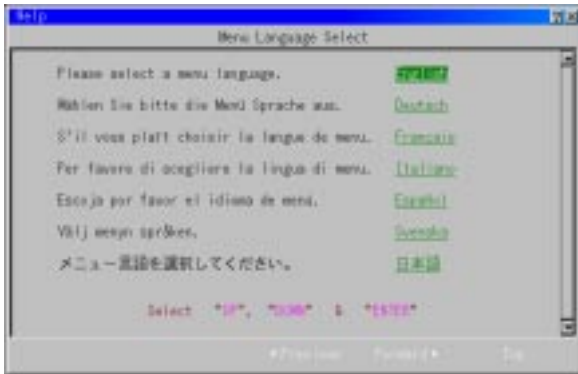 Help
Menu Language Select
Please select a menu language. English
Wählen Sie bitte die Menü Sprache aus. Deutsch
S'il vous plaît choisir la langue de menu. Français
Per favore di scegliere la lingua di menu. Italiano
Escoja por favor el idioma de menú. Español
Välj menyn språken. Svenska
メニュー言語を選択してください。 日本語
Select "UP", "DOWN" & "ENTER"
◀Previous Forward▶ Top